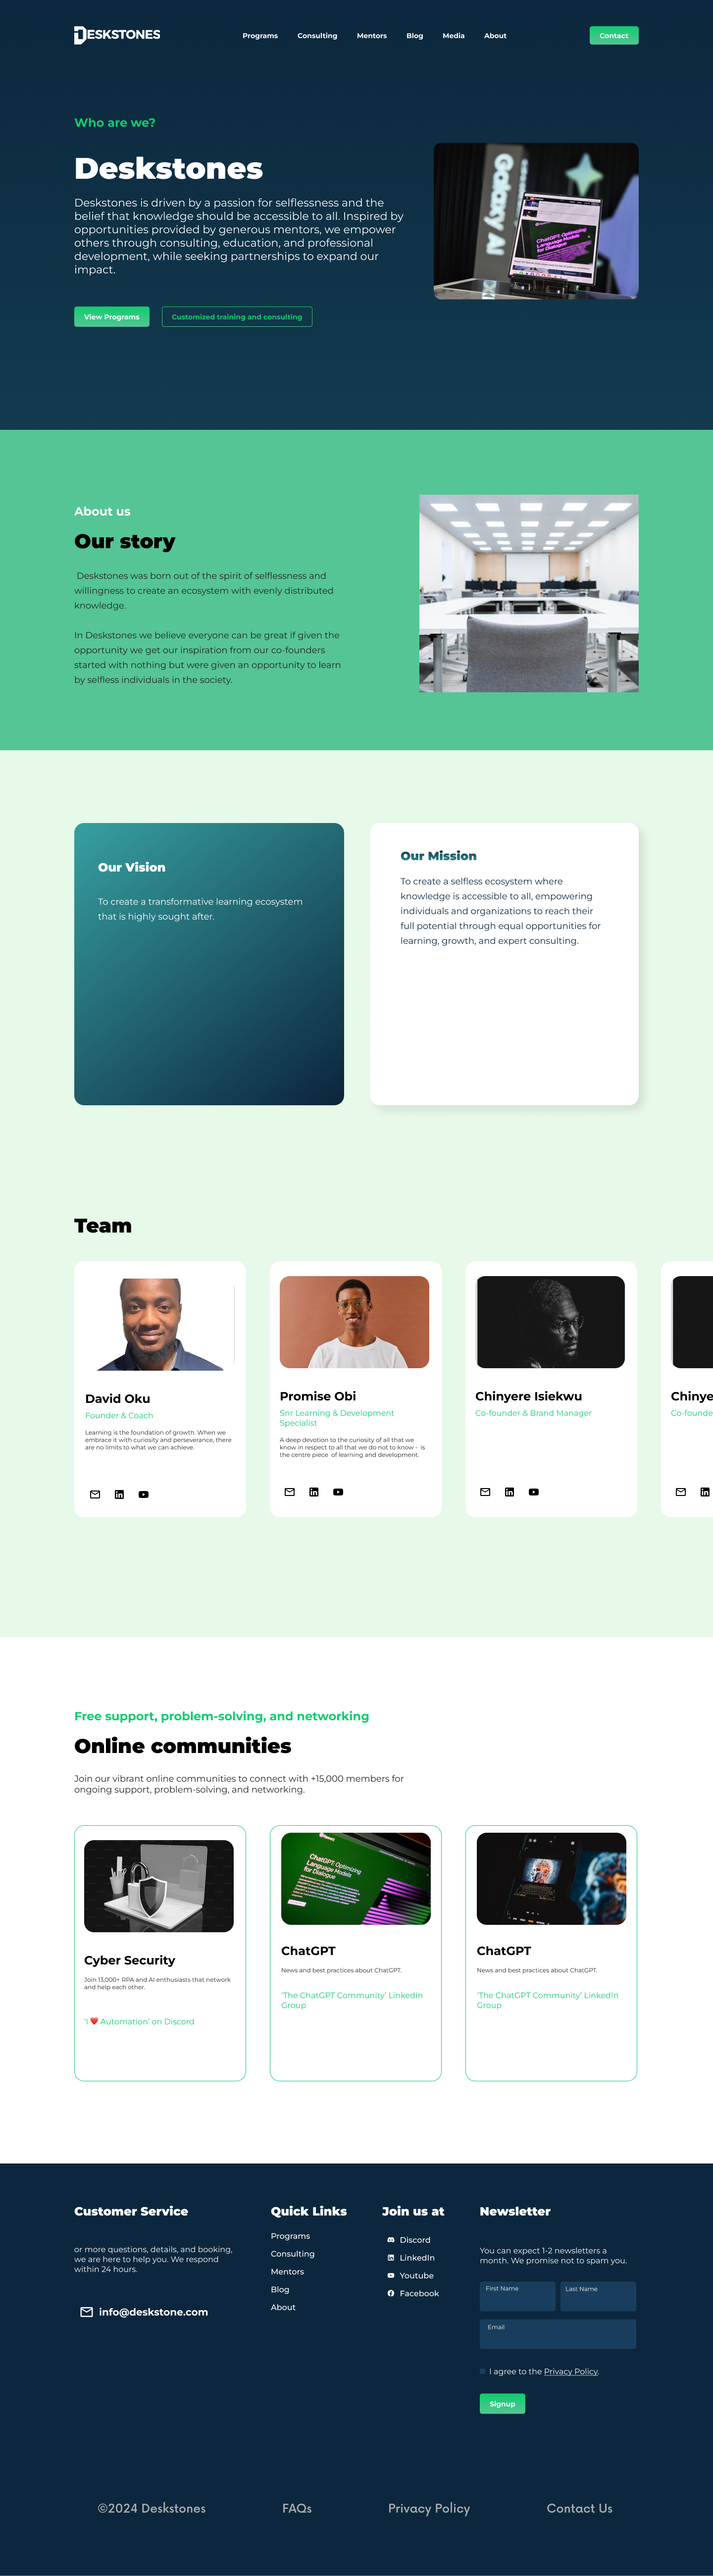 DESKSTONES
Programs
Consulting
Mentors
Blog
Media
About
Contact
Who are we?
Deskstones
Deskstones is driven by a passion for selflessness and the
belief that knowledge should be accessible to all. Inspired by
opportunities provided by generous mentors, we empower
others through consulting, education, and professional
development, while seeking partnerships to expand our
impact.
View Programs
Customized training and consulting
Galaxy AI
ChatGPT: Optimizing
Language Models
for Dialogue
About us
Our story
Deskstones was born out of the spirit of selflessness and
willingness to create an ecosystem with evenly distributed
knowledge.
In Deskstones we believe everyone can be great if given the
opportunity we get our inspiration from our co-founders
started with nothing but were given an opportunity to learn
by selfless individuals in the society.
Our Vision
To create a transformative learning ecosystem
that is highly sought after.
Our Mission
To create a selfless ecosystem where
knowledge is accessible to all, empowering
individuals and organizations to reach their
full potential through equal opportunities for
learning, growth, and expert consulting.
Team
David Oku
Founder & Coach
Learning is the foundation of growth. When we
embrace it with curiosity and perseverance, there
are no limits to what we can achieve.
Promise Obi
Snr Learning & Development
Specialist
A deep devotion to the curiosity of all that we
know in respect to all that we do not to know - is
the centre piece of learning and development.
Chinyere Isiekwu
Co-founder & Brand Manager
Chinye
Co-founde
Free support, problem-solving, and networking
Online communities
Join our vibrant online communities to connect with +15,000 members for
ongoing support, problem-solving, and networking.
Cyber Security
Join 13,000+ RPA and AI enthusiasts that network
and help each other.
'I ❤️ Automation' on Discord
ChatGPT: Optimizing
Language Models
for Dialogue
ChatGPT
News and best practices about ChatGPT.
'The ChatGPT Community' LinkedIn
Group
ChatGPT
News and best practices about ChatGPT.
'The ChatGPT Community' LinkedIn
Group
Customer Service
or more questions, details, and booking,
we are here to help you. We respond
within 24 hours.
info@deskstone.com
Quick Links
Programs
Consulting
Mentors
Blog
About
Join us at
Discord
LinkedIn
Youtube
Facebook
Newsletter
You can expect 1-2 newsletters a
month. We promise not to spam you.
First Name
Last Name
Email
I agree to the Privacy Policy.
Signup
©2024 Deskstones
FAQs
Privacy Policy
Contact Us